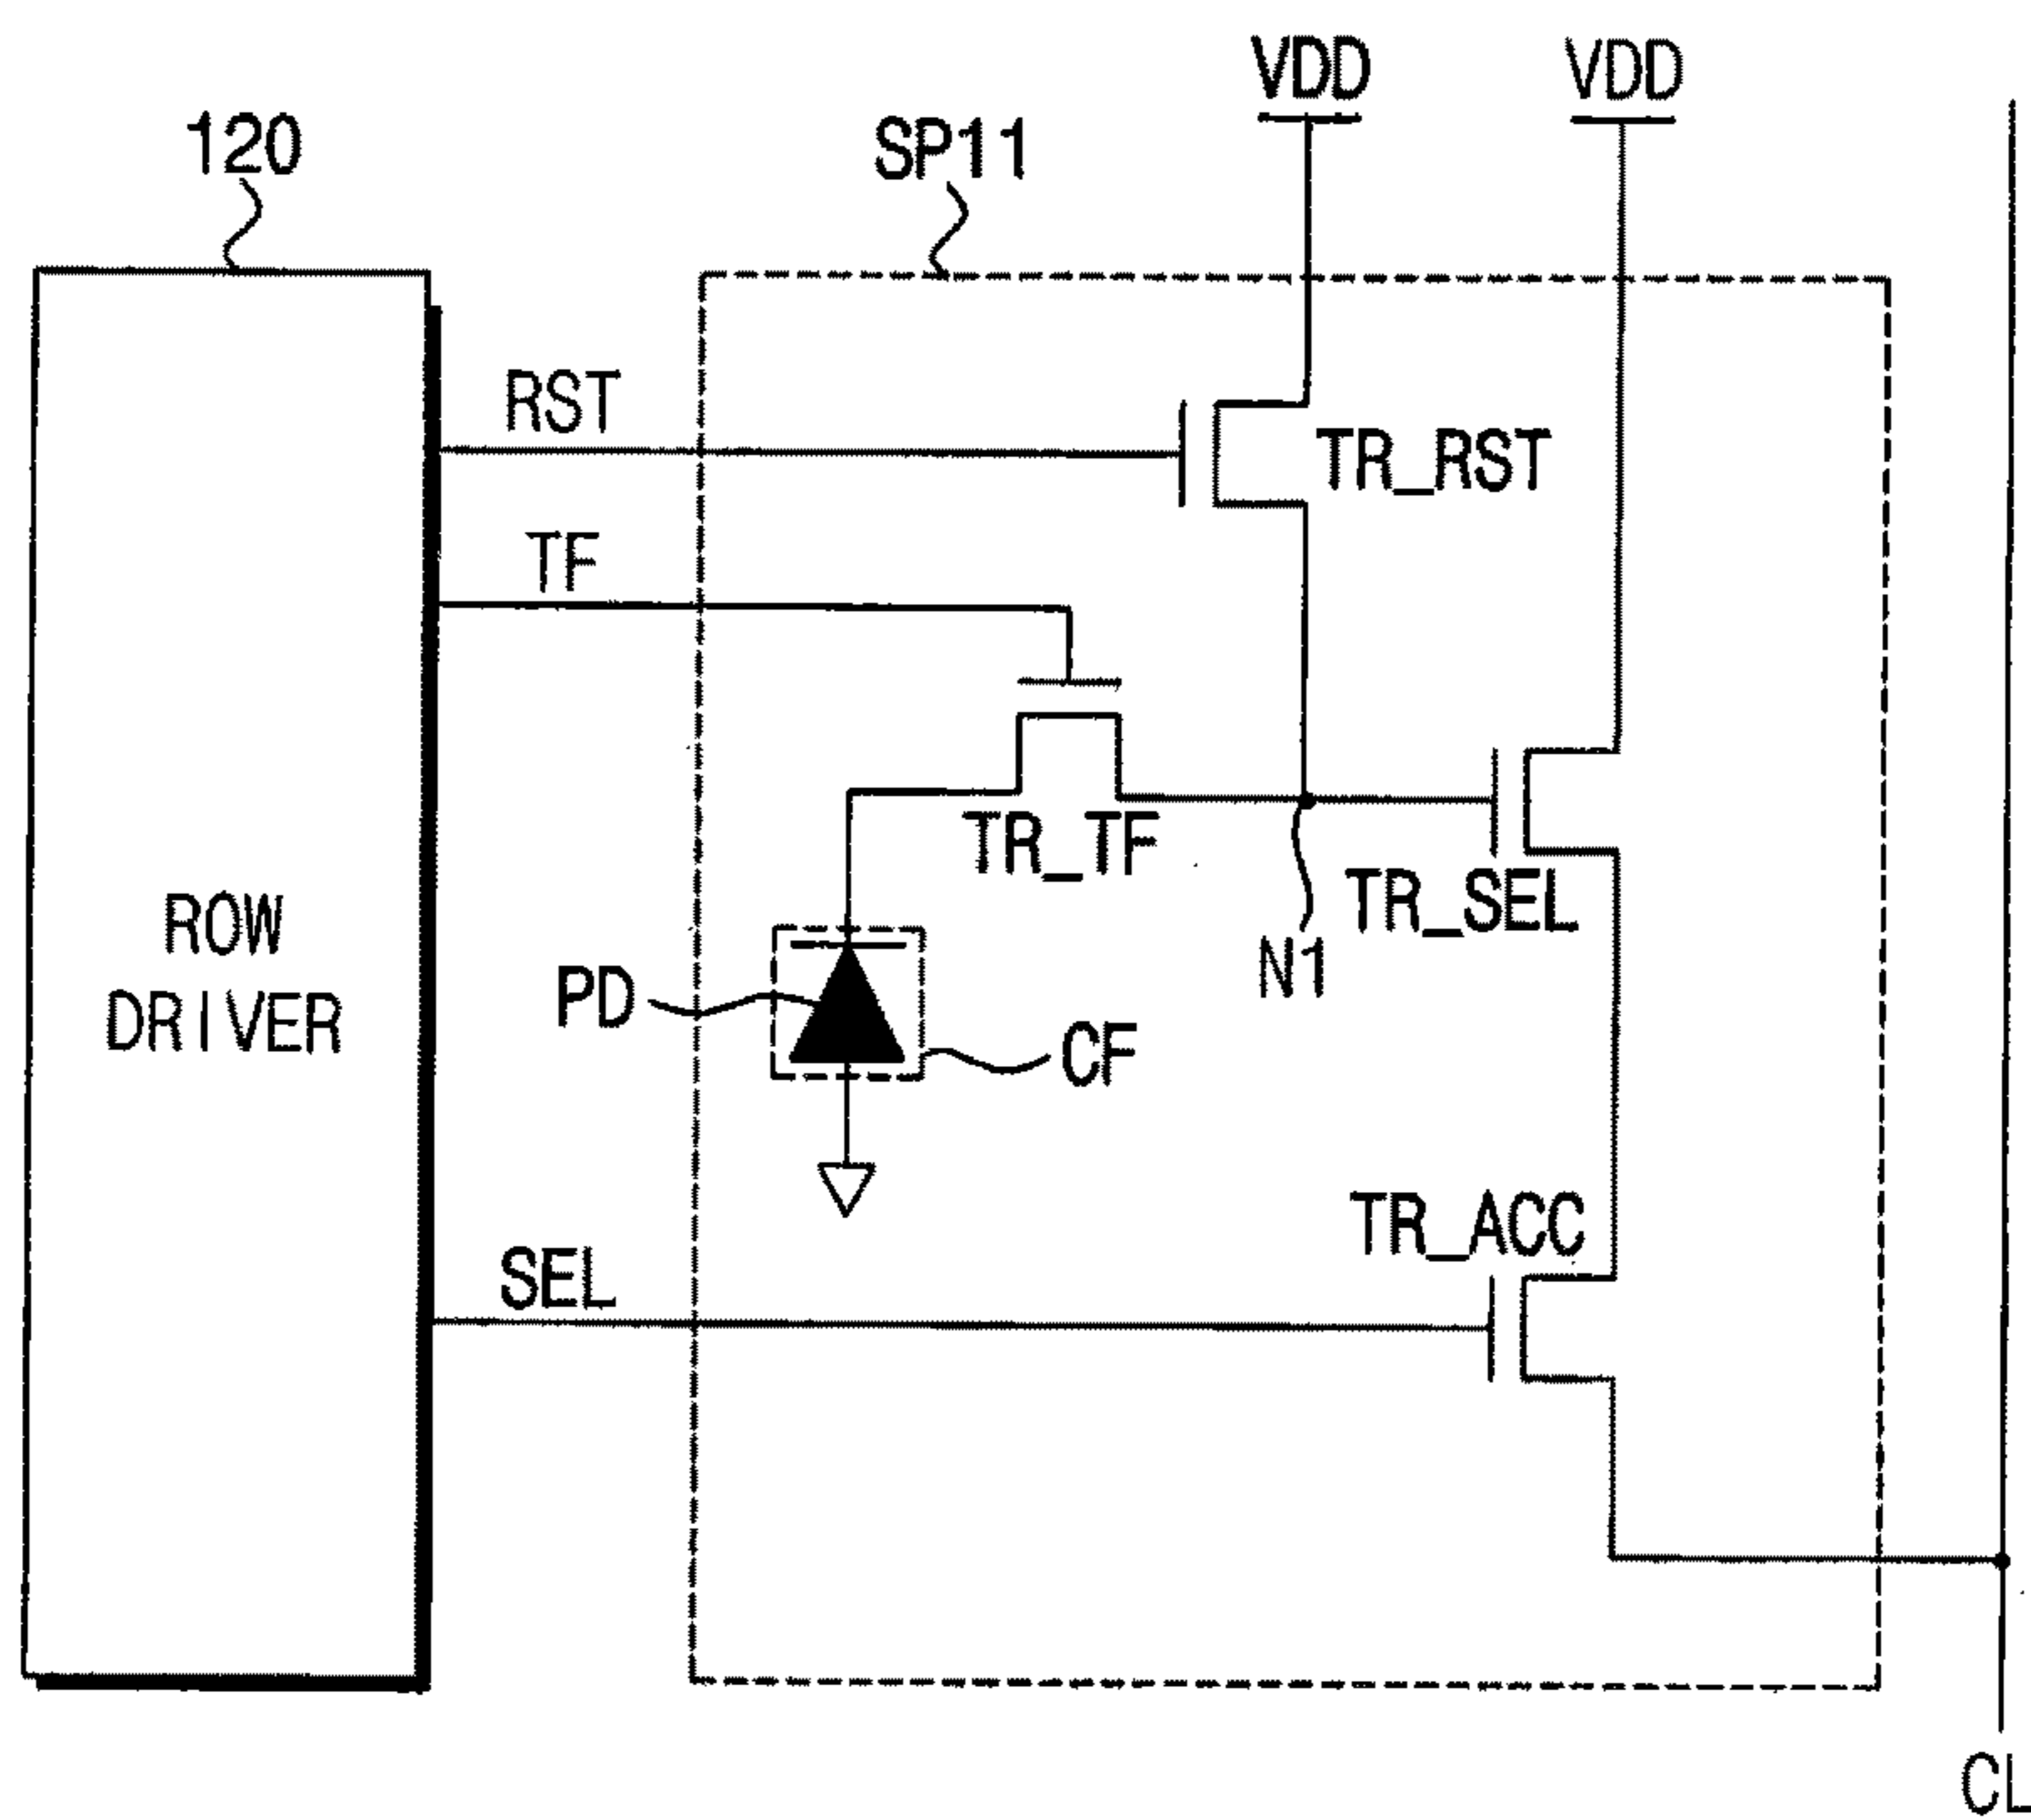 VDD
VDD
120
SP11
RST
TR_RST
TF
TR_TF
TR_SEL
ROW
DRIVER
N1
PD
CF
TR_ACC
SEL
CL